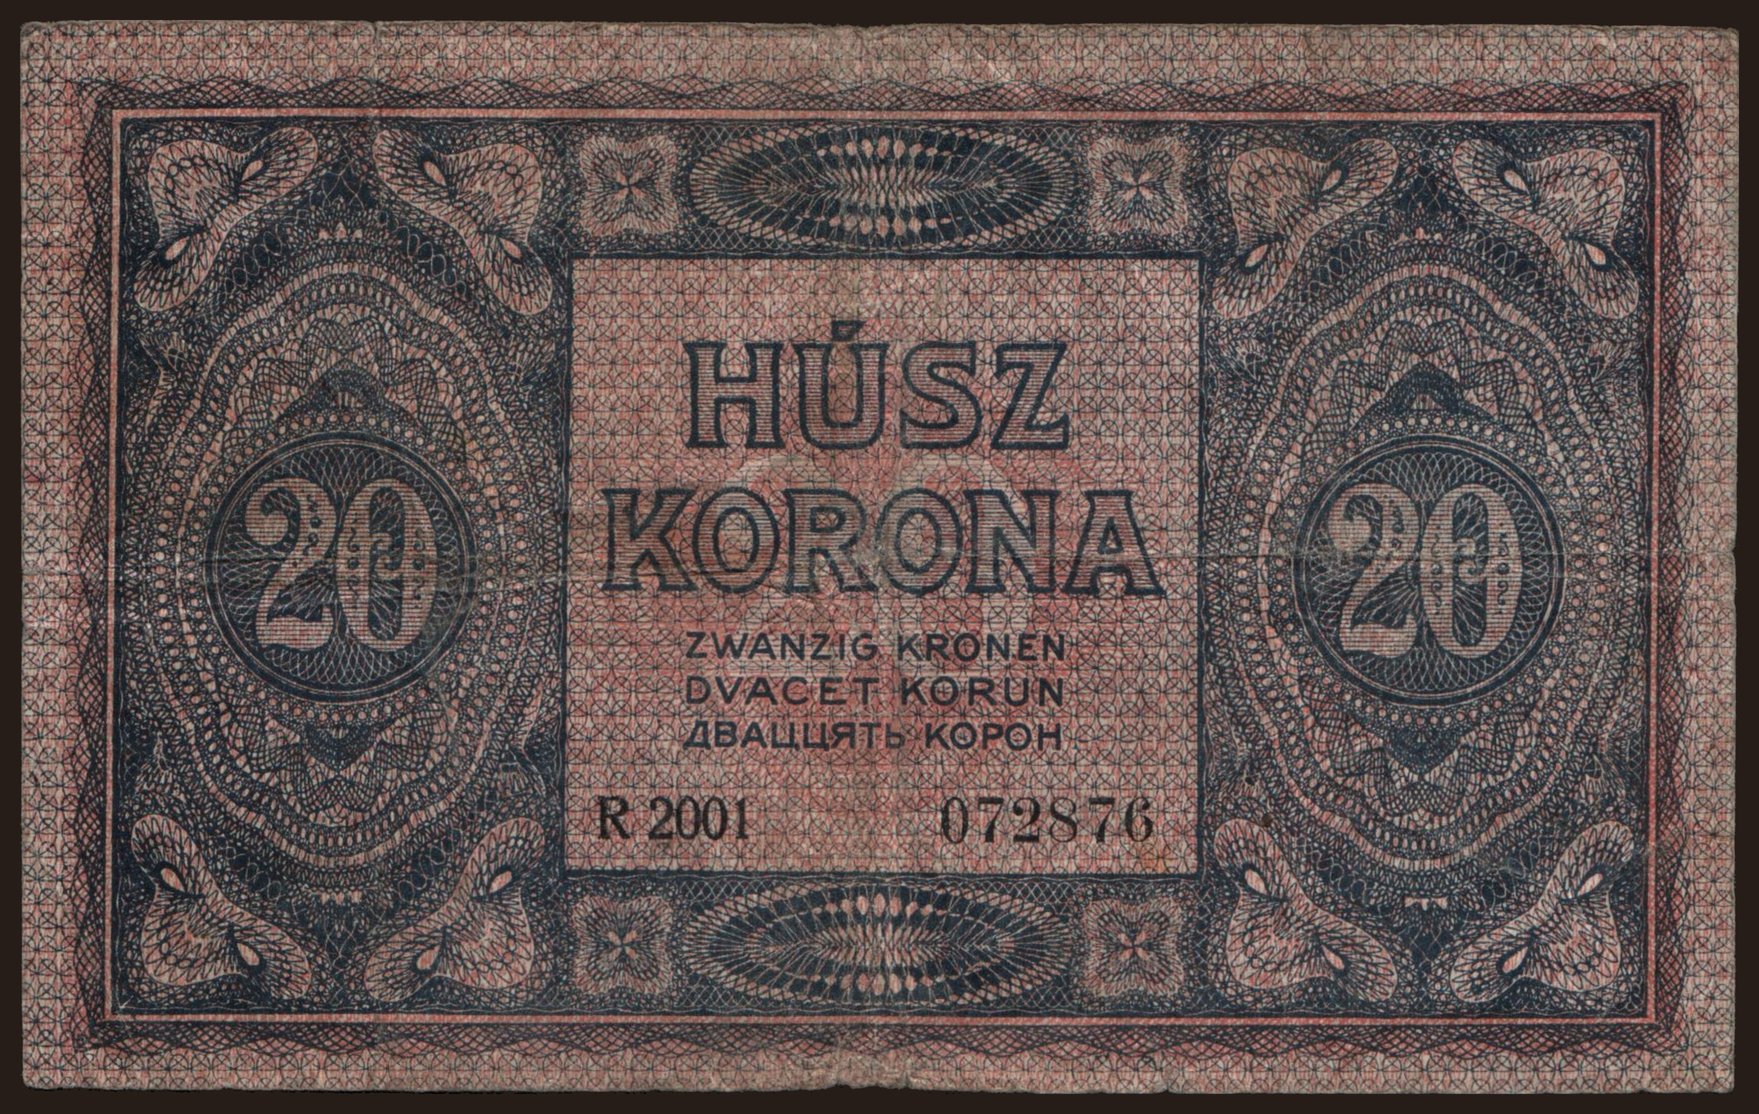 HÚSZ
KORONA
20
20
ZWANZIG KRONEN
DVACET KORUN
ДВАЦЦЯТЬ КОРОН
R 2001 072876